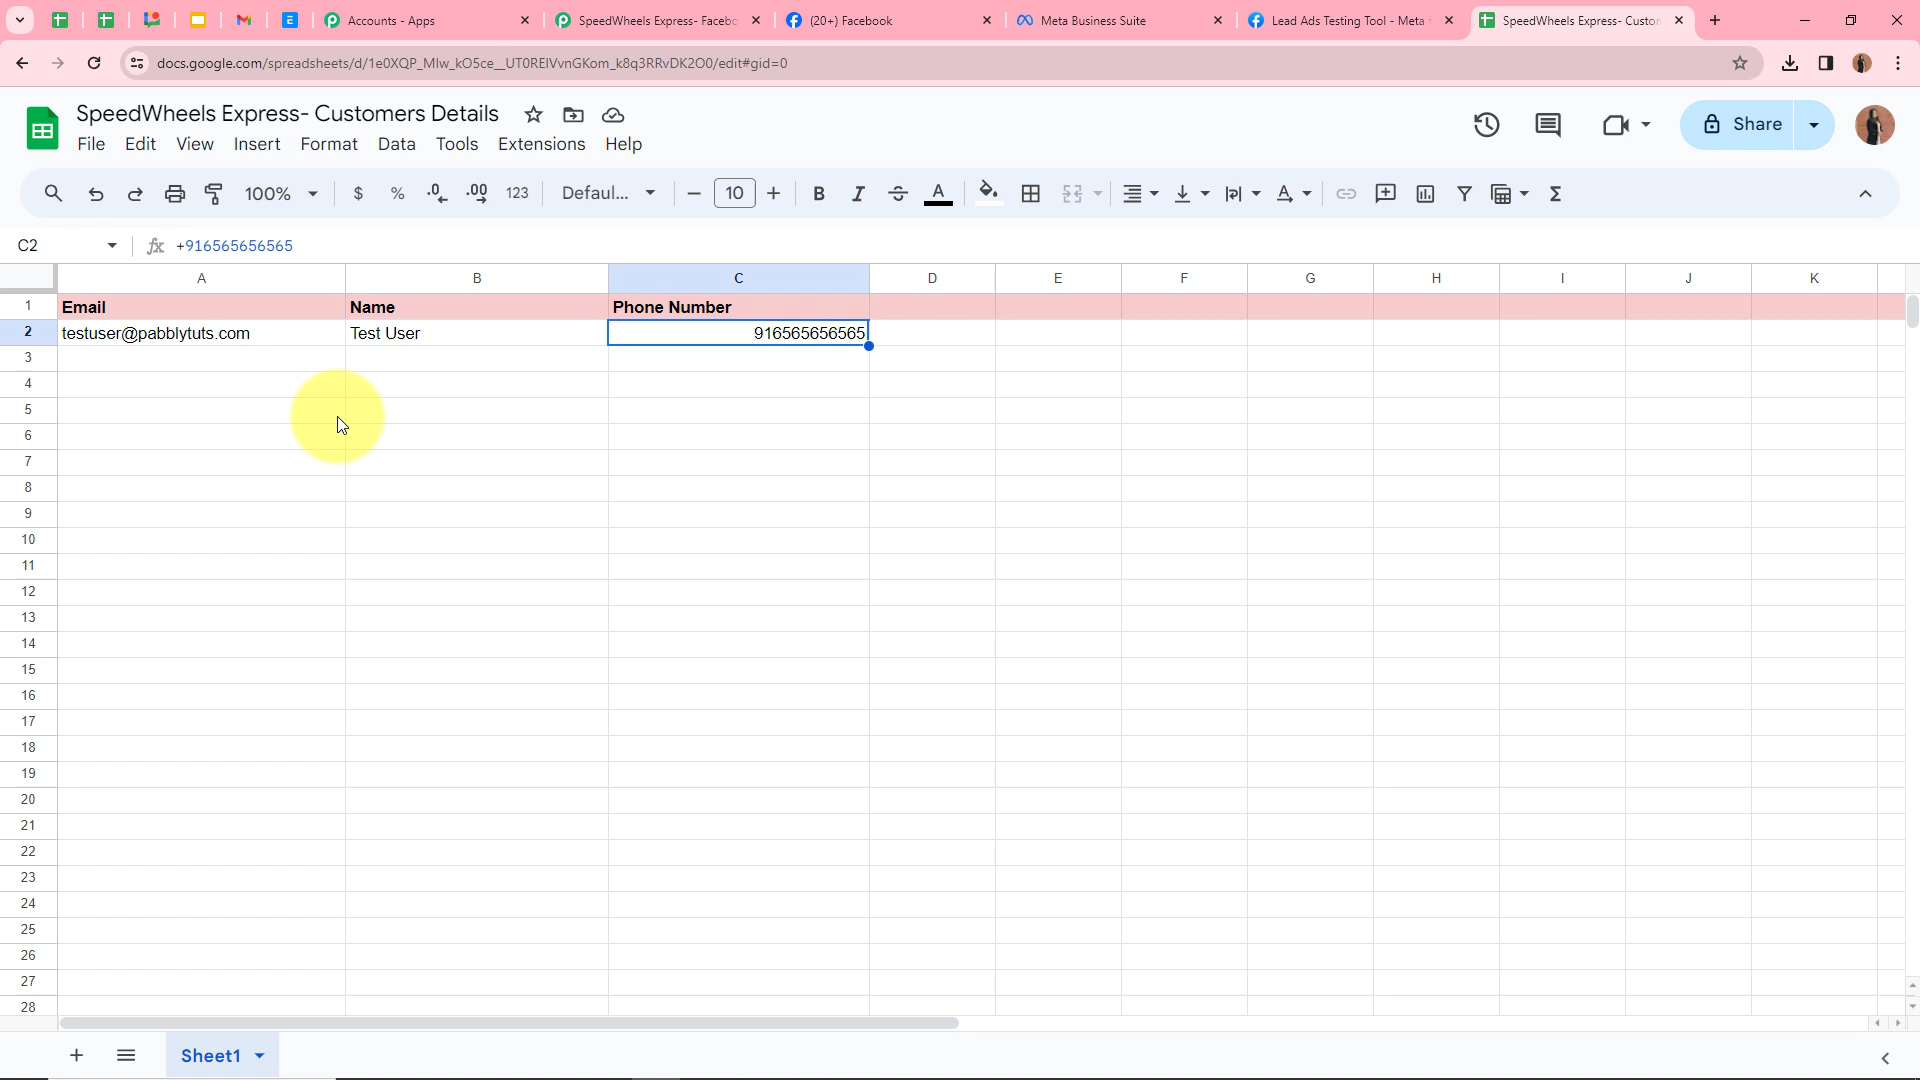 Accounts - Apps
SpeedWheels Express- Facebo
(20+) Facebook
Meta Business Suite
Lead Ads Testing Tool - Meta f
SpeedWheels Express- Custon
docs.google.com/spreadsheets/d/1e0XQP_MIw_kO5ce__UT0REIVvnGKom_k8q3RRvDK2O0/edit#gid=0
SpeedWheels Express- Customers Details
File Edit View Insert Format Data Tools Extensions Help
Share
100% $ % .0 .00 123 Defaul... 10 B I S A
C2 fx +916565656565
A B C D E F G H I J K
1 Email Name Phone Number
2 testuser@pabblytuts.com Test User 916565656565
3
4
5
6
7
8
9
10
11
12
13
14
15
16
17
18
19
20
21
22
23
24
25
26
27
28
Sheet1